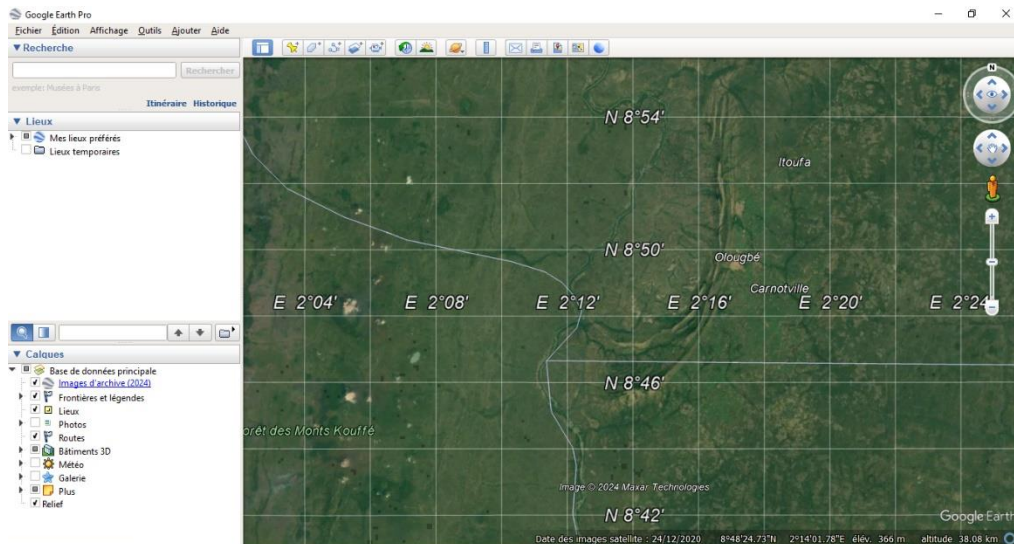 Google Earth Pro
Fichier Édition Affichage Outils Ajouter Aide
▼ Recherche
Rechercher
exemple: Musées à Paris
Itinéraire Historique
▼ Lieux
Mes lieux préférés
Lieux temporaires
▼ Calques
Base de données principale
Images d'archive (2024)
Frontières et légendes
Lieux
Photos
Routes
Bâtiments 3D
Météo
Galerie
Plus
Relief
N
N 8°54'
Itoufa
N 8°50'
Olougbé
Carnotville
E 2°04' E 2°08' E 2°12' E 2°16' E 2°20' E 2°24'
N 8°46'
orêt des Monts Kouffé
Image © 2024 Maxar Technologies
N 8°42'
Google Earth
Date des images satellite : 24/12/2020 8°48'24.73"N 2°14'01.78"E élév. 366 m altitude 38.08 km